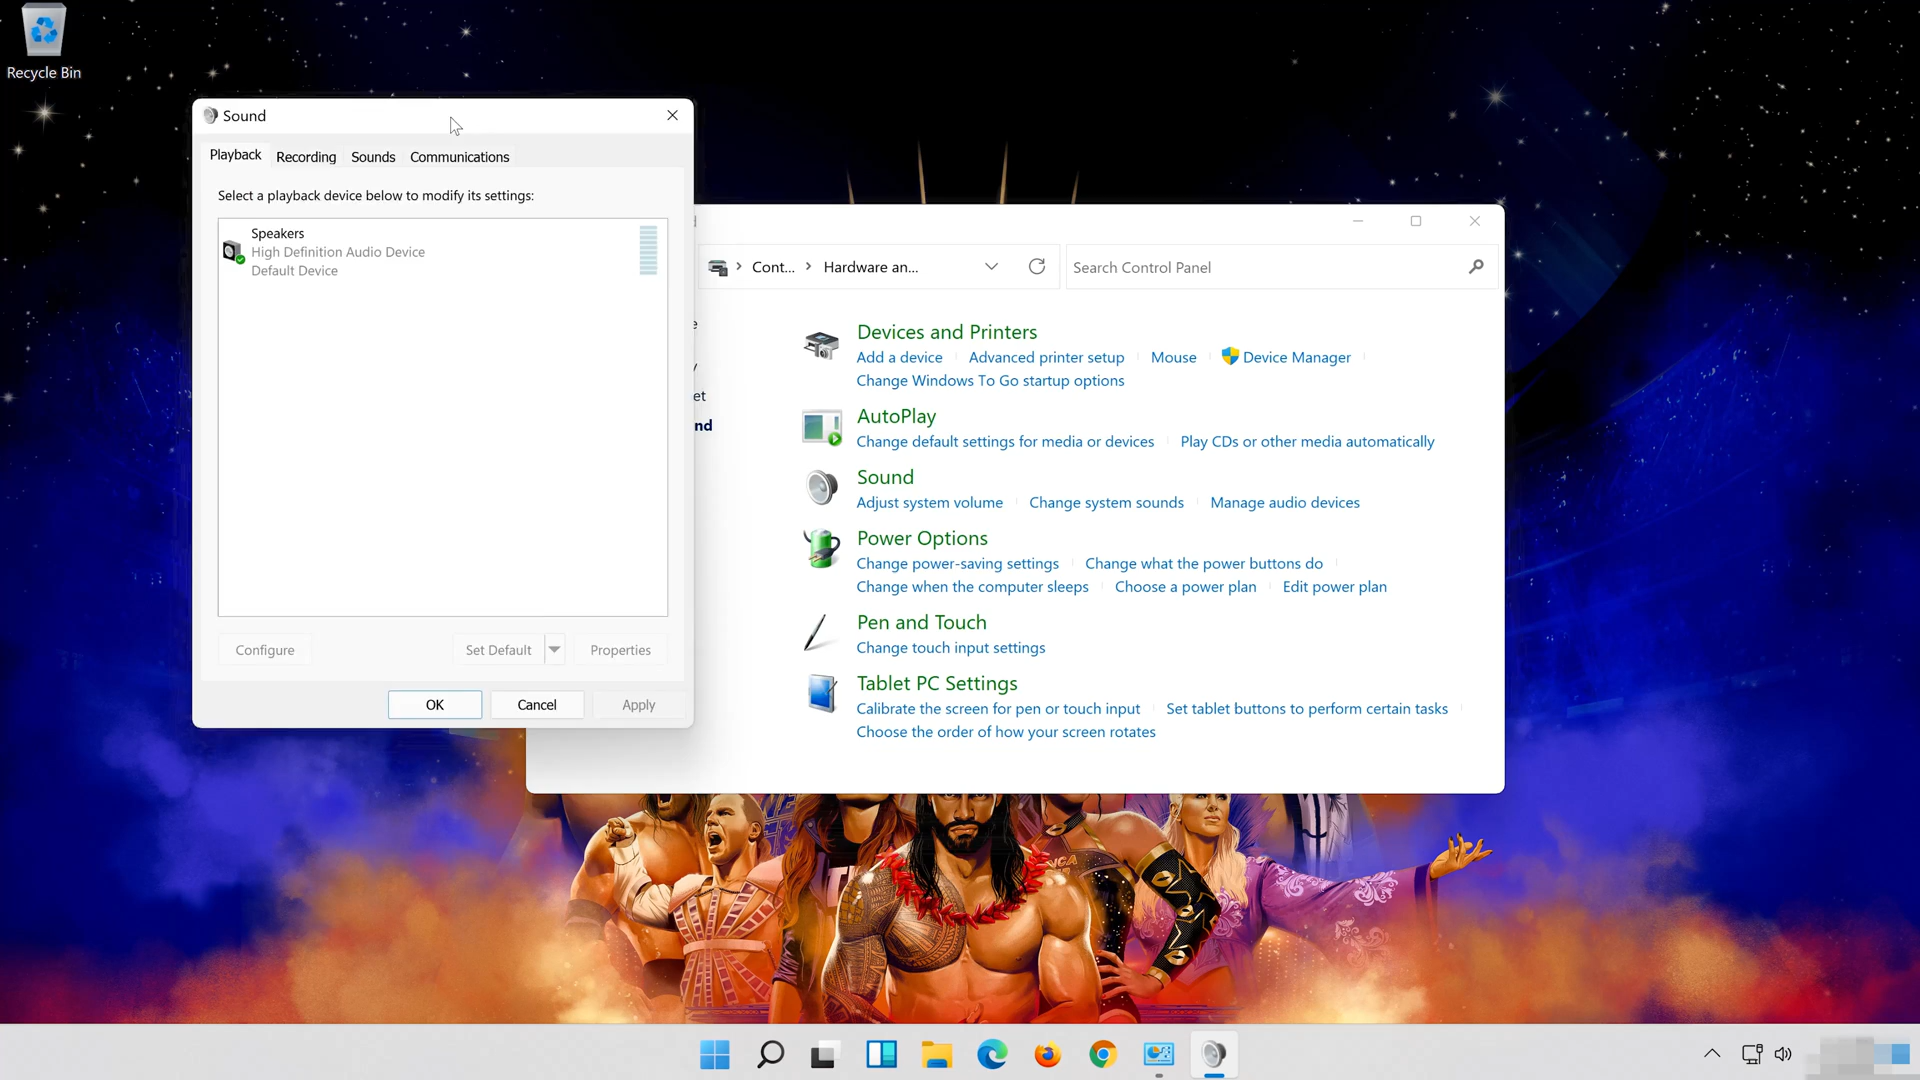 Recycle Bin
Sound
Playback Recording Sounds Communications
Select a playback device below to modify its settings:
Speakers
High Definition Audio Device
Default Device
Configure Set Default Properties
OK Cancel Apply
Cont... Hardware an...
Search Control Panel
et
nd
Devices and Printers
Add a device Advanced printer setup Mouse Device Manager
Change Windows To Go startup options
AutoPlay
Change default settings for media or devices Play CDs or other media automatically
Sound
Adjust system volume Change system sounds Manage audio devices
Power Options
Change power-saving settings Change what the power buttons do
Change when the computer sleeps Choose a power plan Edit power plan
Pen and Touch
Change touch input settings
Tablet PC Settings
Calibrate the screen for pen or touch input Set tablet buttons to perform certain tasks
Choose the order of how your screen rotates